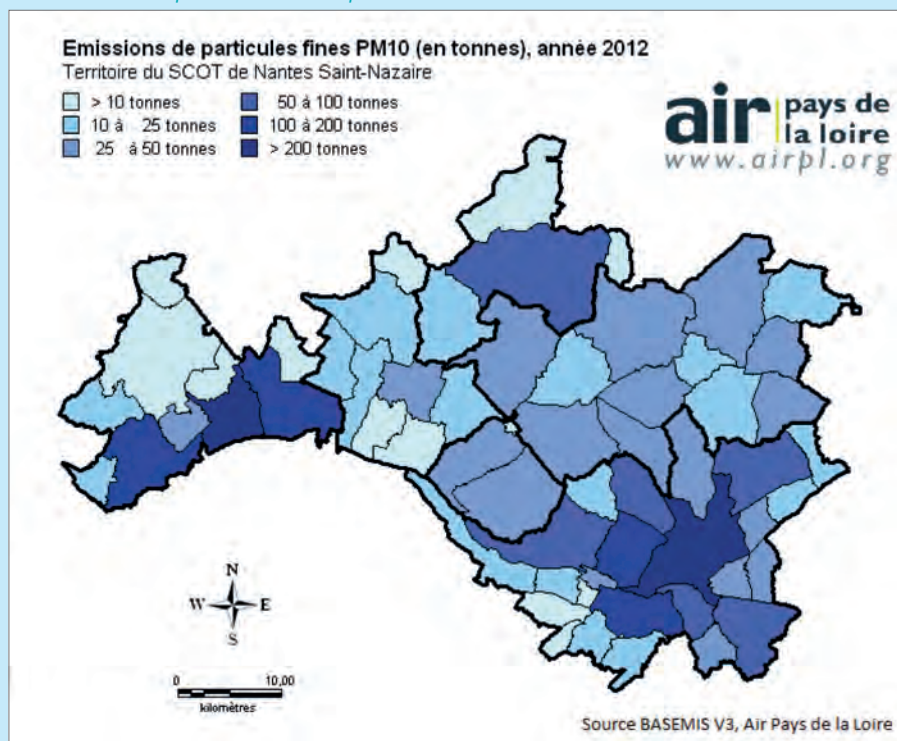 Emissions de particules fines PM10 (en tonnes), année 2012
Territoire du SCOT de Nantes Saint-Nazaire
> 10 tonnes
10 à 25 tonnes
25 à 50 tonnes
50 à 100 tonnes
100 à 200 tonnes
> 200 tonnes
air pays de
la loire
www.airpl.org
N
W E
S
0 10,00
kilomètres
Source BASEMIS V3, Air Pays de la Loire